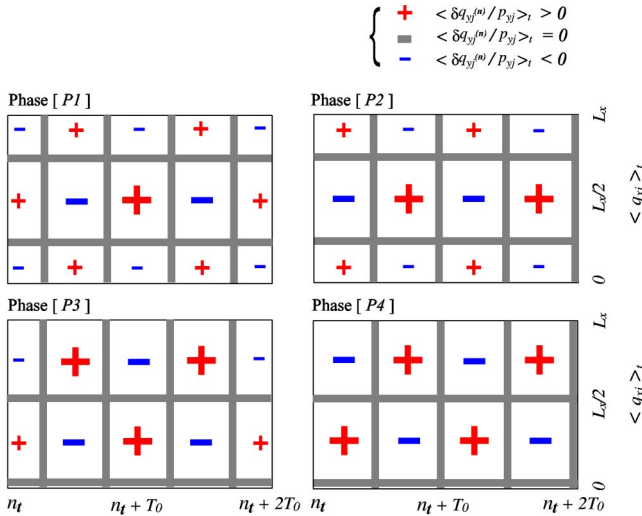 + < δq_yj^(n) / p_yj >_t > 0
< δq_yj^(n) / p_yj >_t = 0
− < δq_yj^(n) / p_yj >_t < 0
Phase [ P1 ]
Phase [ P2 ]
− + − + −
+ − + −
+ − + − +
− + − +
− + − + −
+ − + −
L_x
L_x/2
0
< q_xj >_t
Phase [ P3 ]
Phase [ P4 ]
− + − + −
− + − +
+ − + − +
+ − + −
L_x
L_x/2
0
< q_xj >_t
n_t n_t + T_0 n_t + 2T_0
n_t n_t + T_0 n_t + 2T_0